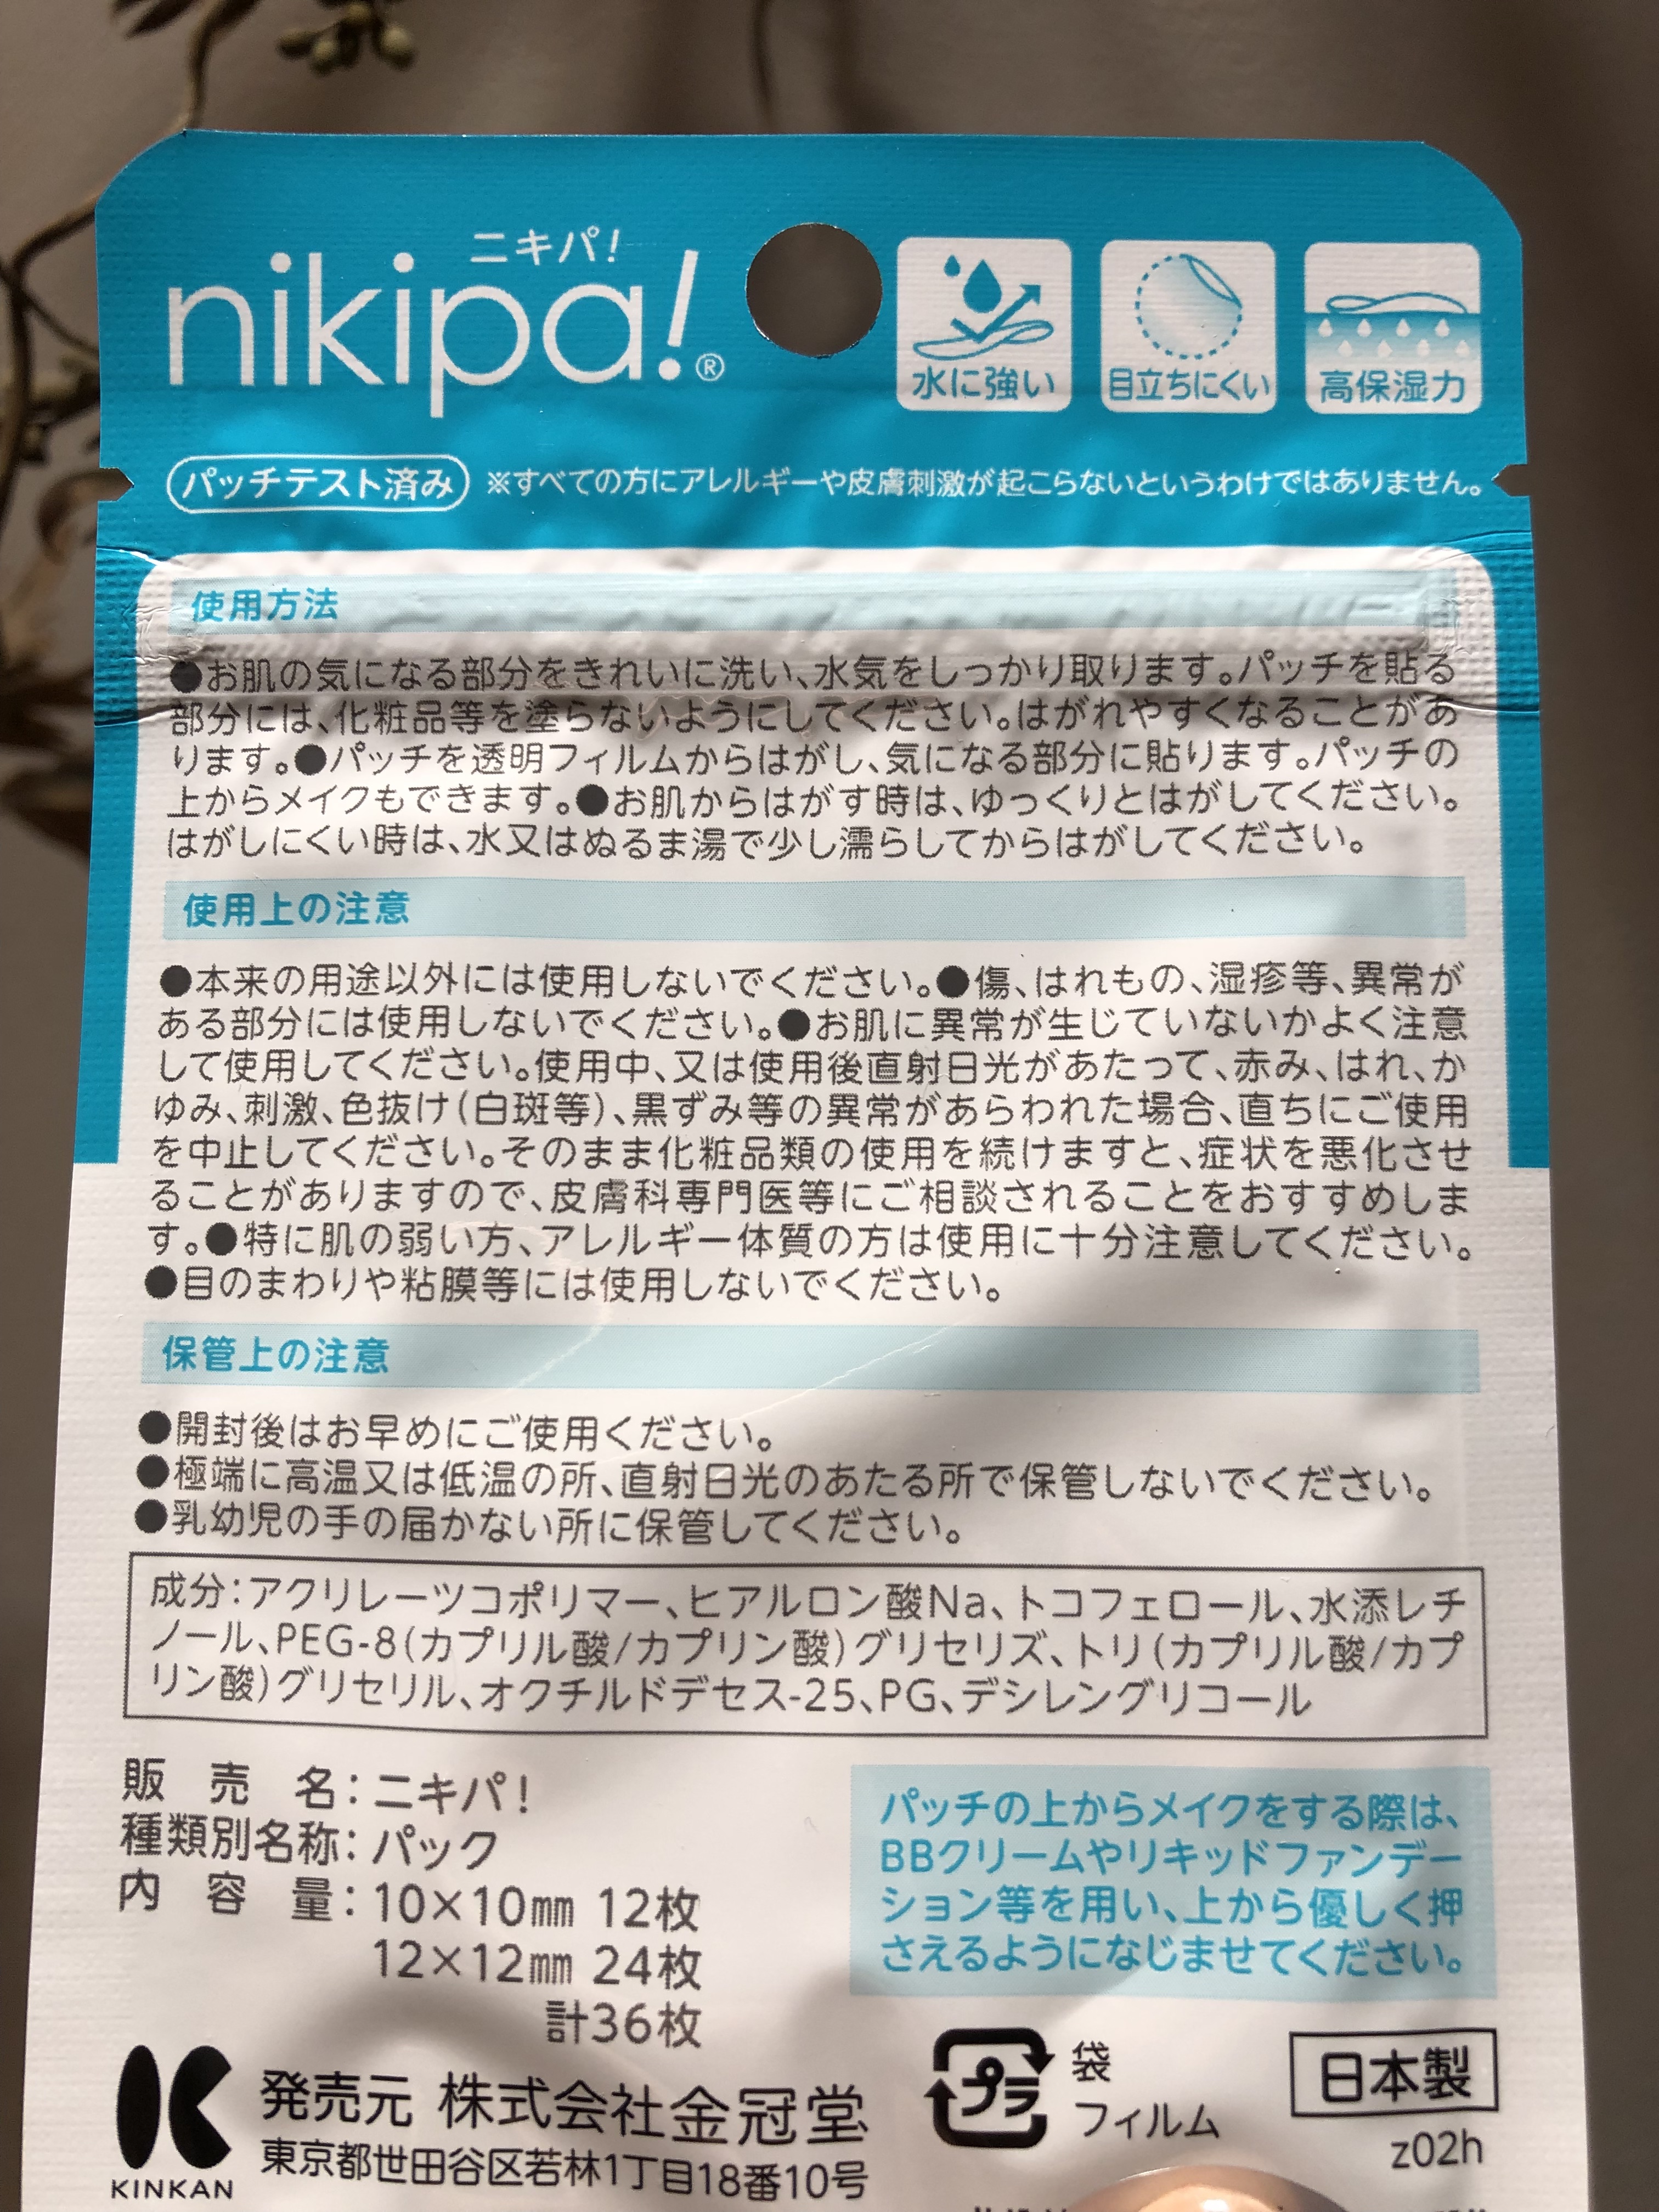 ニキパ!
nikipa!®
水に強い
目立ちにくい
高保湿力
パッチテスト済み ※すべての方にアレルギーや皮膚刺激が起こらないというわけではありません。
使用方法
●お肌の気になる部分をきれいに洗い、水気をしっかり取ります。パッチを貼る
部分には、化粧品等を塗らないようにしてください。はがれやすくなることがあ
ります。●パッチを透明フィルムからはがし、気になる部分に貼ります。パッチの
上からメイクもできます。●お肌からはがす時は、ゆっくりとはがしてください。
はがしにくい時は、水又はぬるま湯で少し濡らしてからはがしてください。
使用上の注意
●本来の用途以外には使用しないでください。●傷、はれもの、湿疹等、異常が
ある部分には使用しないでください。●お肌に異常が生じていないかよく注意
して使用してください。使用中、又は使用後直射日光があたって、赤み、はれ、か
ゆみ、刺激、色抜け(白斑等)、黒ずみ等の異常があらわれた場合、直ちにご使用
を中止してください。そのまま化粧品類の使用を続けますと、症状を悪化させ
ることがありますので、皮膚科専門医等にご相談されることをおすすめしま
す。●特に肌の弱い方、アレルギー体質の方は使用に十分注意してください。
●目のまわりや粘膜等には使用しないでください。
保管上の注意
●開封後はお早めにご使用ください。
●極端に高温又は低温の所、直射日光のあたる所で保管しないでください。
●乳幼児の手の届かない所に保管してください。
成分:アクリレーツコポリマー、ヒアルロン酸Na、トコフェロール、水添レチ
ノール、PEG-8(カプリル酸/カプリン酸)グリセリズ、トリ(カプリル酸/カプ
リン酸)グリセリル、オクチルドデセス-25、PG、デシレングリコール
販売名:ニキパ!
種類別名称:パック
内容量:10×10㎜ 12枚
12×12㎜ 24枚
計36枚
パッチの上からメイクをする際は、
BBクリームやリキッドファンデー
ション等を用い、上から優しく押
さえるようになじませてください。
KINKAN
発売元 株式会社金冠堂
東京都世田谷区若林1丁目18番10号
プラ
袋
フィルム
日本製
z02h